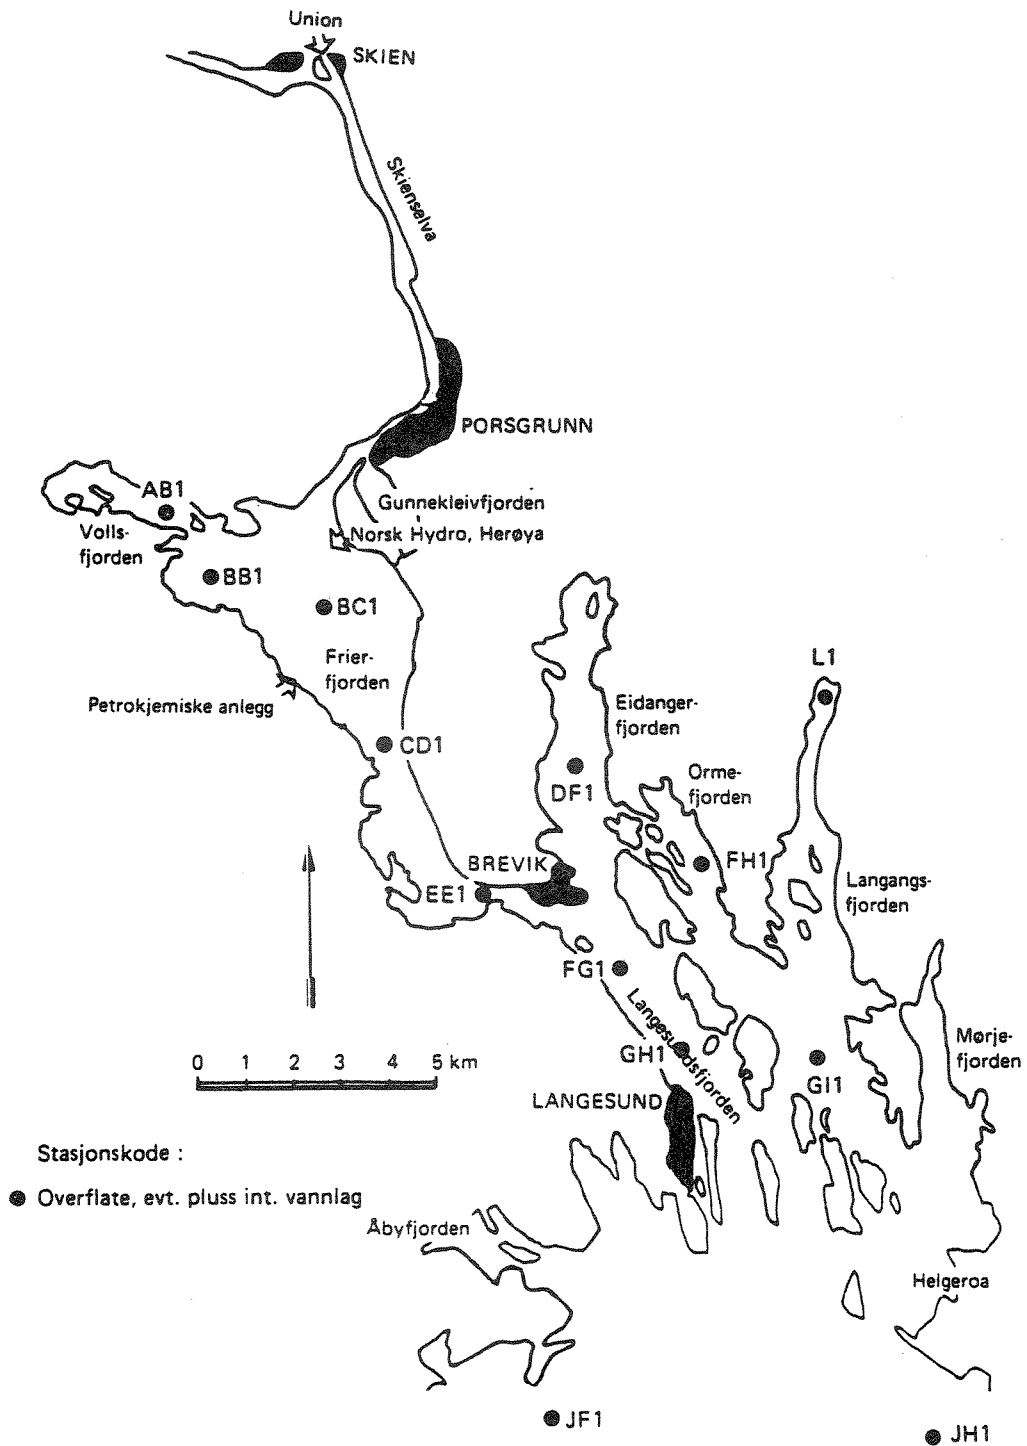 Union
SKIEN
Skienselva
PORSGRUNN
AB1
Gunnekleivfjorden
Norsk Hydro, Herøya
Volls-
fjorden
BB1
BC1
Frier-
fjorden
L1
Petrokjemiske anlegg
Eidanger-
fjorden
CD1
DF1
Orme-
fjorden
BREVIK
FH1
EE1
Langangs-
fjorden
FG1
Langesundsfjorden
GH1
GI1
Mørje-
fjorden
0 1 2 3 4 5 km
LANGESUND
Stasjonskode :
Overflate, evt. pluss int. vannlag
Åbyfjorden
Helgeroa
JF1
JH1